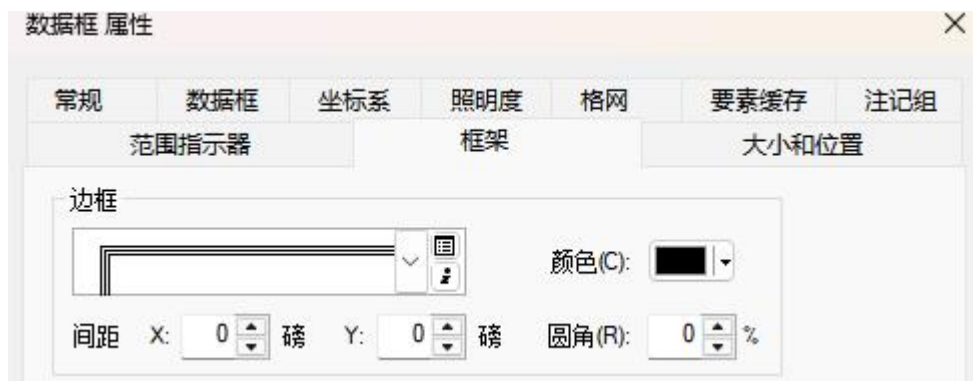 数据框 属性
常规 数据框 坐标系 照明度 格网 要素缓存 注记组
范围指示器 框架 大小和位置
边框
颜色(C):
间距 X: 0 磅 Y: 0 磅 圆角(R): 0 %